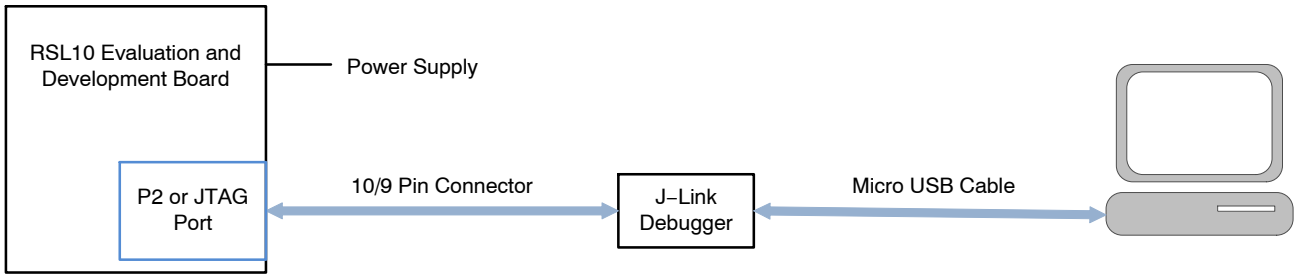 RSL10 Evaluation and
Development Board
Power Supply
P2 or JTAG
Port
10/9 Pin Connector
J−Link
Debugger
Micro USB Cable